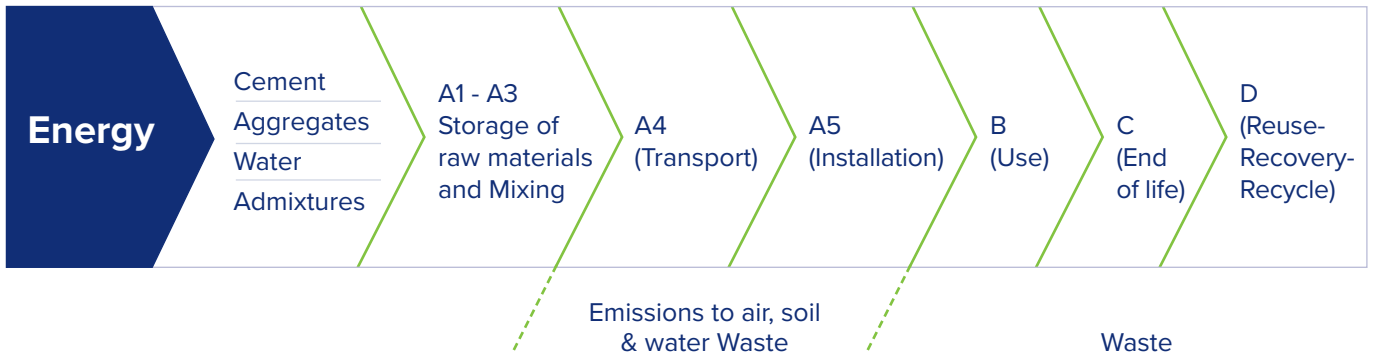 Energy
Cement
Aggregates
Water
Admixtures
A1 - A3
Storage of
raw materials
and Mixing
A4
(Transport)
A5
(Installation)
B
(Use)
C
(End
of life)
D
(Reuse-
Recovery-
Recycle)
Emissions to air, soil
& water Waste
Waste